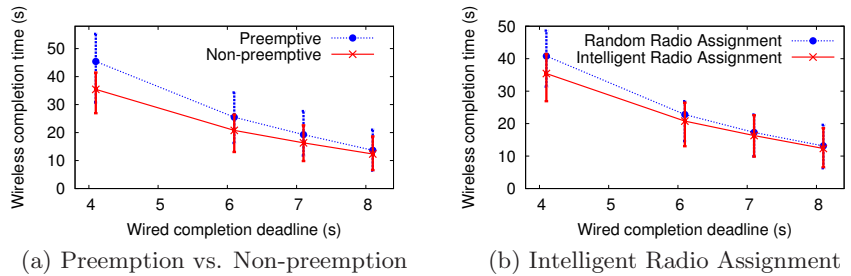 Wireless completion time (s)
50
40
30
20
10
0
Preemptive
Non-preemptive
4
5
6
7
8
Wired completion deadline (s)
(a) Preemption vs. Non-preemption
Wireless completion time (s)
50
40
30
20
10
0
Random Radio Assignment
Intelligent Radio Assignment
4
5
6
7
8
Wired completion deadline (s)
(b) Intelligent Radio Assignment